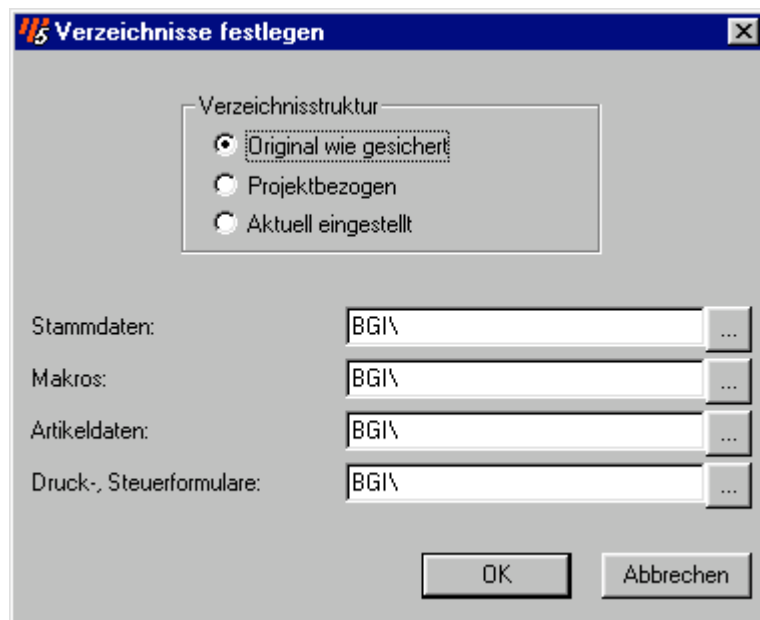 Verzeichnisse festlegen
Verzeichnisstruktur
Original wie gesichert
Projektbezogen
Aktuell eingestellt
Stammdaten: BGI\ ...
Makros: BGI\ ...
Artikeldaten: BGI\ ...
Druck-, Steuerformulare: BGI\ ...
OK Abbrechen